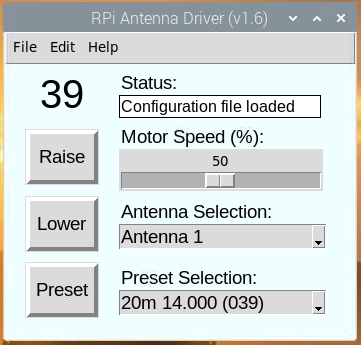 RPi Antenna Driver (v1.6)
File Edit Help
39
Status:
Configuration file loaded
Raise
Motor Speed (%):
50
Lower
Antenna Selection:
Antenna 1
Preset
Preset Selection:
20m 14.000 (039)